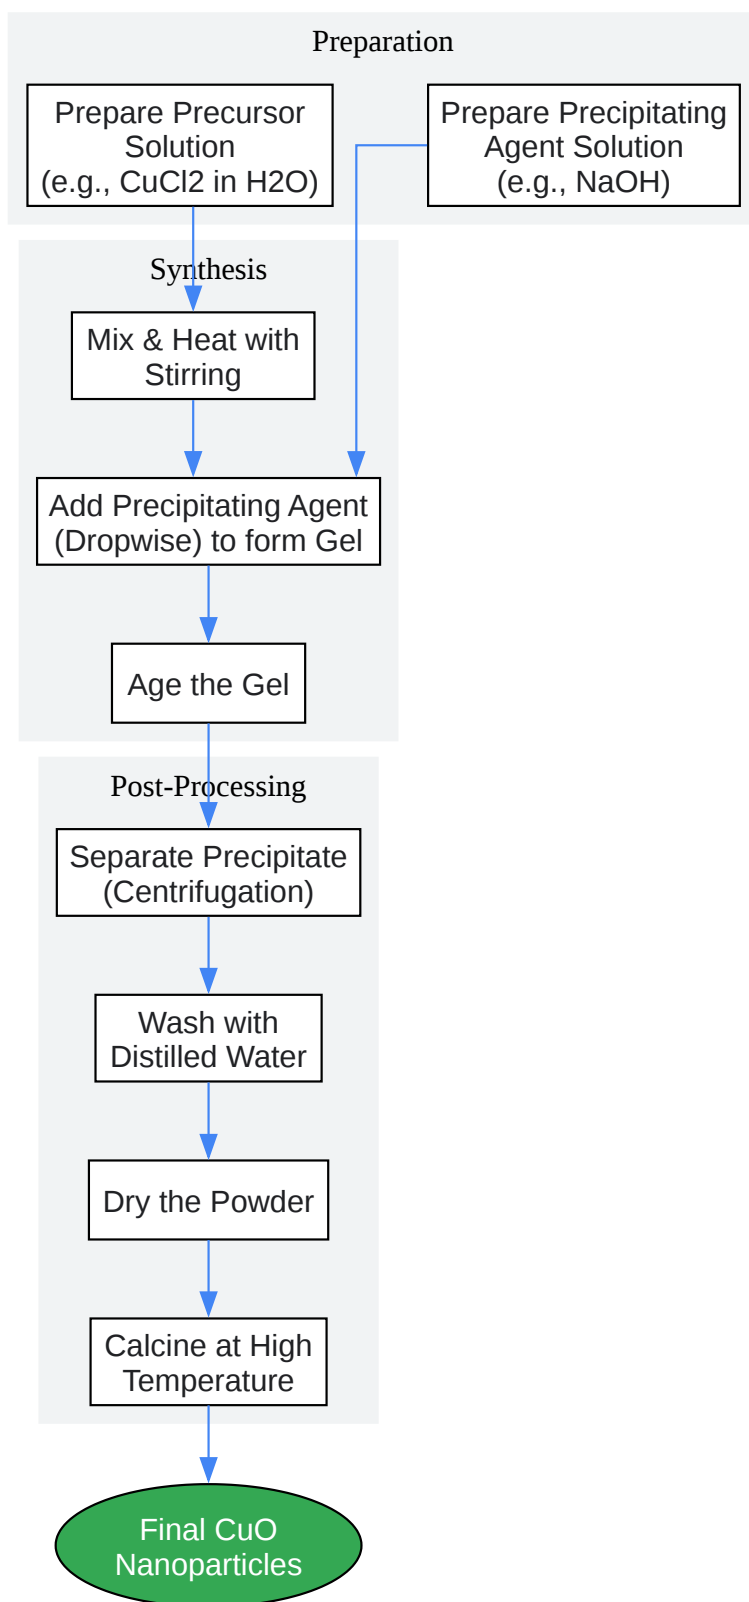 Preparation
Prepare Precursor
Solution
(e.g., CuCl2 in H2O)
Prepare Precipitating
Agent Solution
(e.g., NaOH)
Synthesis
Mix & Heat with
Stirring
Add Precipitating Agent
(Dropwise) to form Gel
Age the Gel
Post-Processing
Separate Precipitate
(Centrifugation)
Wash with
Distilled Water
Dry the Powder
Calcine at High
Temperature
Final CuO
Nanoparticles